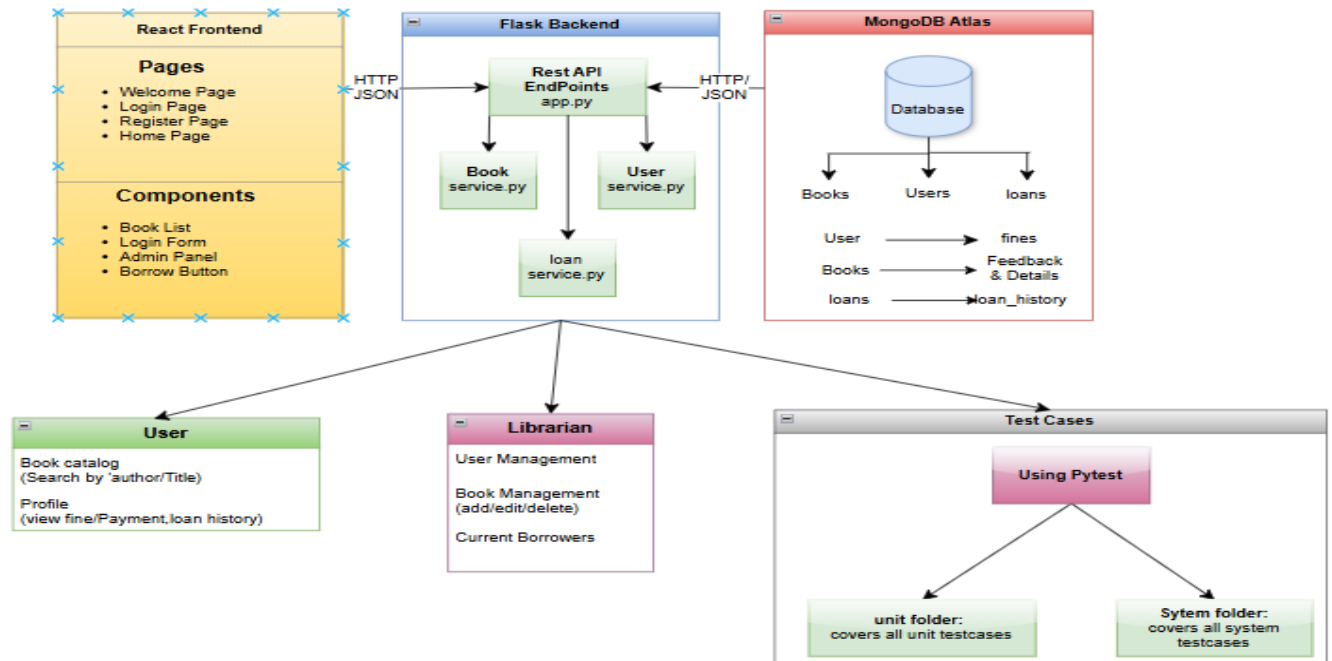 React Frontend
Pages
Welcome Page
Login Page
Register Page
Home Page
Components
Book List
Login Form
Admin Panel
Borrow Button
HTTP
JSON
Flask Backend
Rest API
EndPoints
app.py
Book
service.py
User
service.py
loan
service.py
HTTP/
JSON
MongoDB Atlas
Database
Books
Users
loans
User
fines
Books
Feedback
& Details
loans
loan_history
User
Book catalog
(Search by 'author/Title)
Profile
(view fine/Payment,loan history)
Librarian
User Management
Book Management
(add/edit/delete)
Current Borrowers
Test Cases
Using Pytest
unit folder:
covers all unit testcases
Sytem folder:
covers all system
testcases